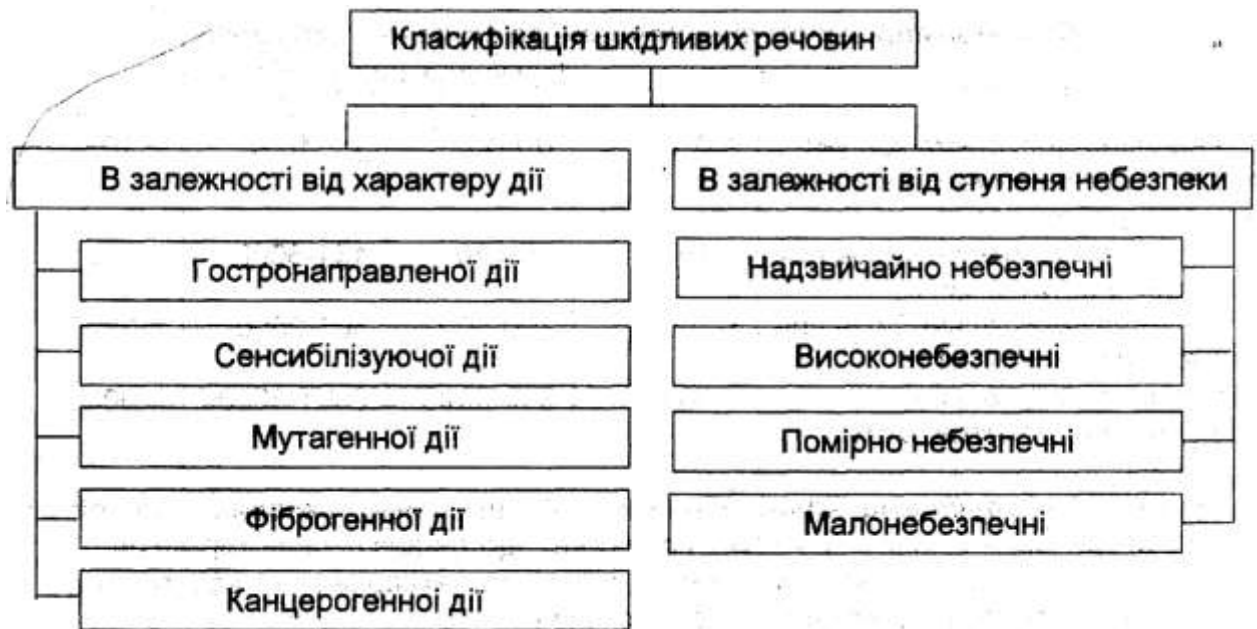 Класифікація шкідливих речовин
В залежності від характеру дії
Гостронаправленої дії
Сенсибілізуючої дії
Мутагенної дії
Фіброгенної дії
Канцерогенної дії
В залежності від ступеня небезпеки
Надзвичайно небезпечні
Високонебезпечні
Помірно небезпечні
Малонебезпечні